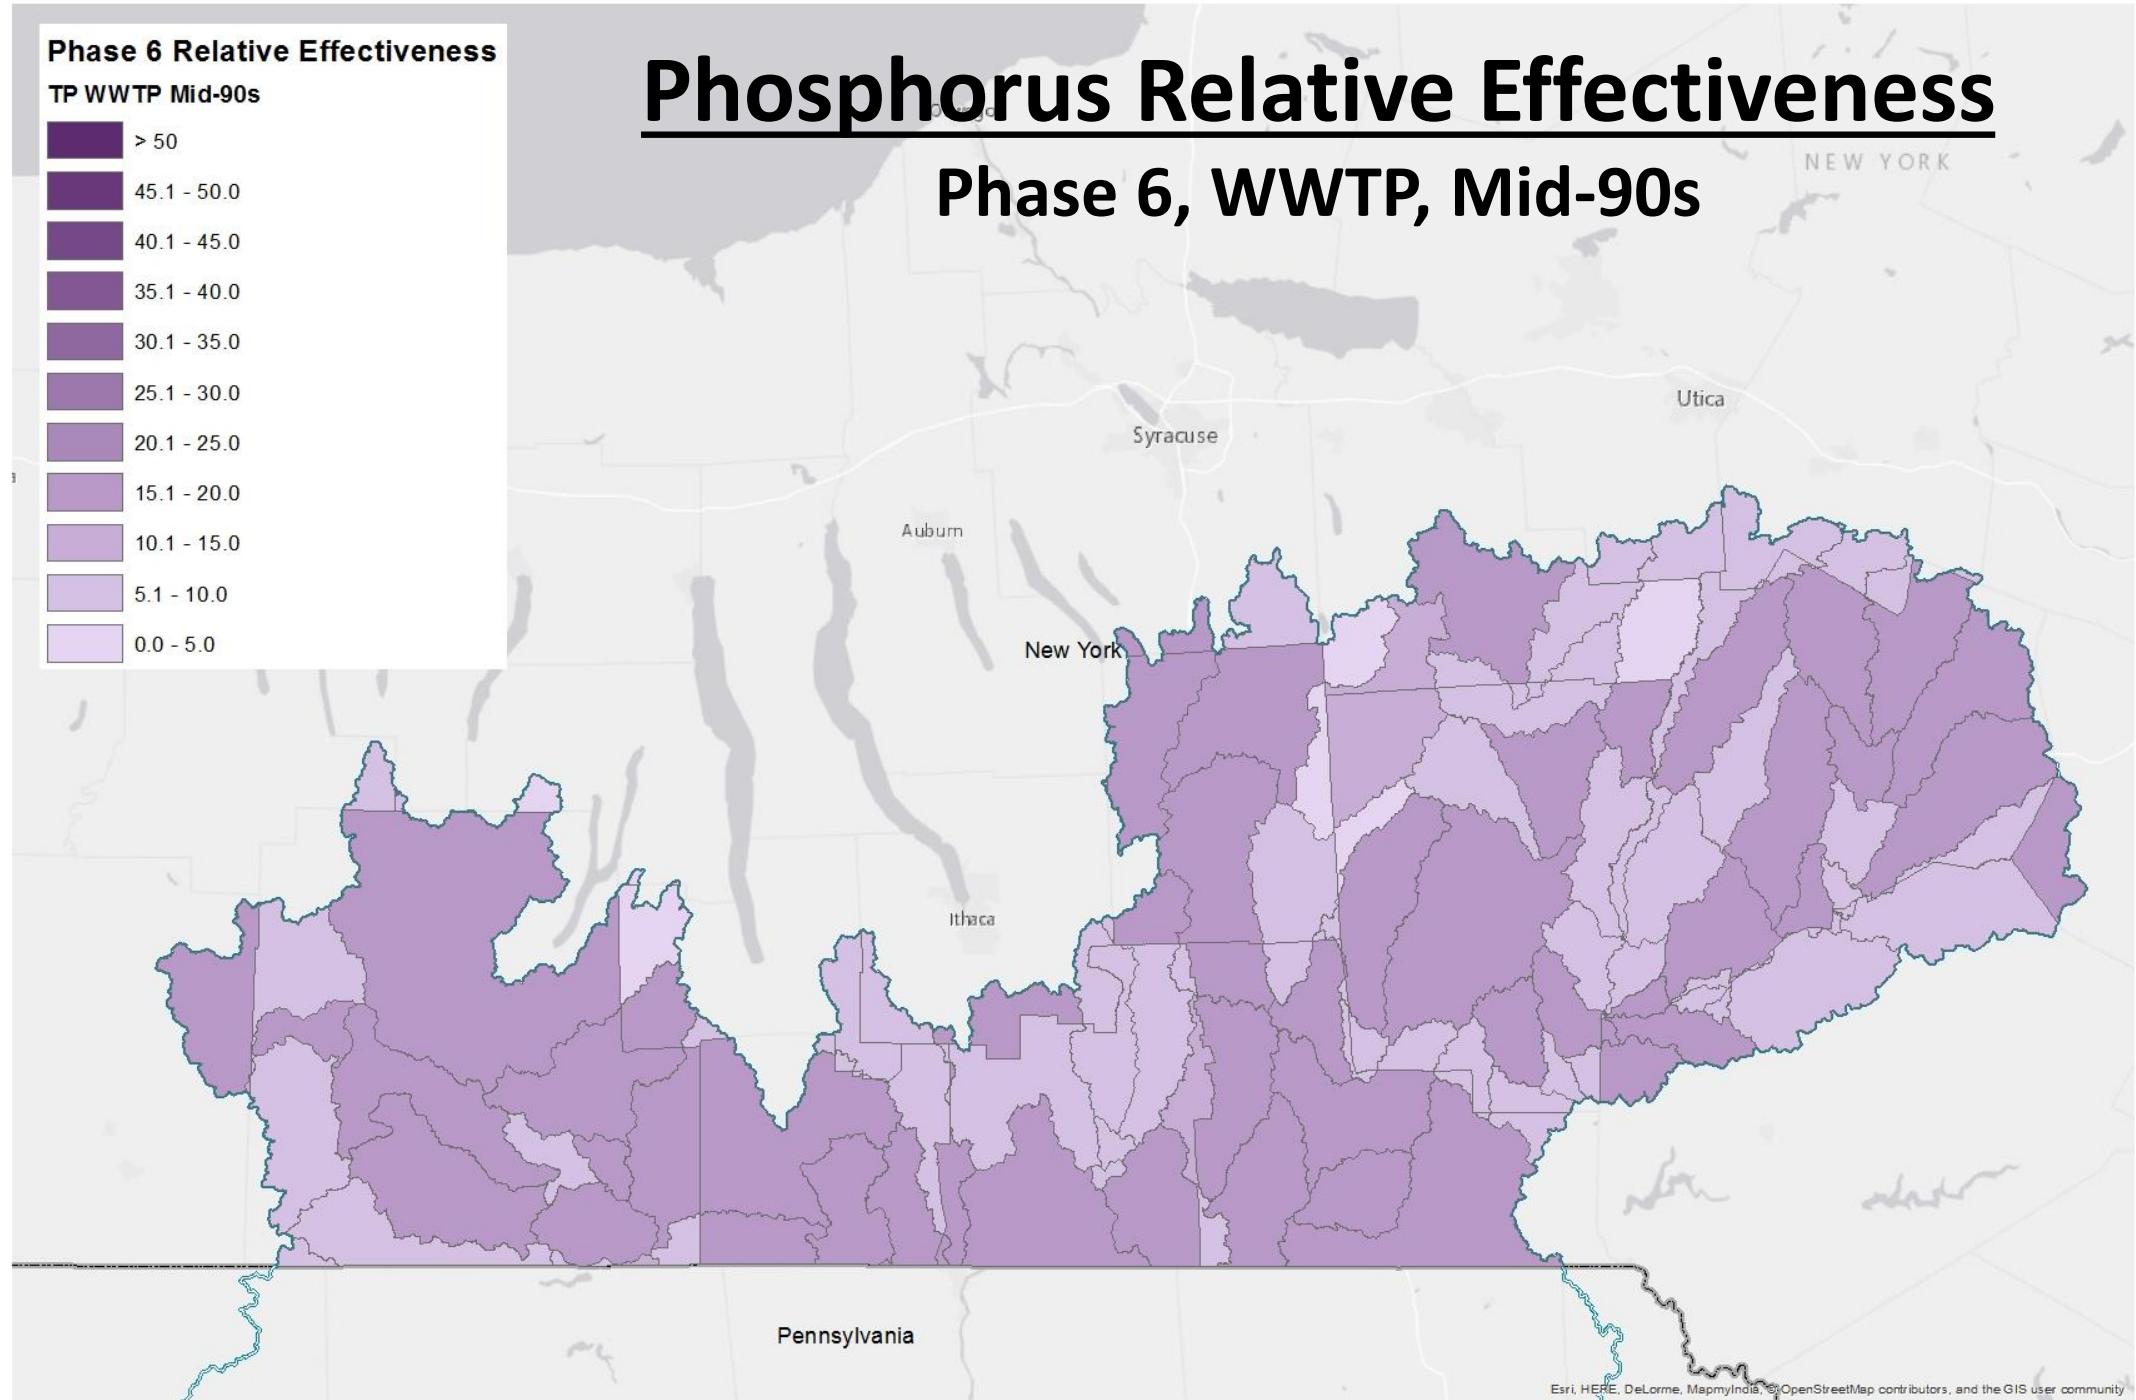 Phase 6 Relative Effectiveness
TP WWTP Mid-90s
> 50
45.1 - 50.0
40.1 - 45.0
35.1 - 40.0
30.1 - 35.0
25.1 - 30.0
20.1 - 25.0
15.1 - 20.0
10.1 - 15.0
5.1 - 10.0
0.0 - 5.0
Phosphorus Relative Effectiveness
Phase 6, WWTP, Mid-90s
NEW YORK
Utica
Syracuse
Auburn
New York
Ithaca
Pennsylvania
Esri, HERE, DeLorme, MapmyIndia, © OpenStreetMap contributors, and the GIS user community